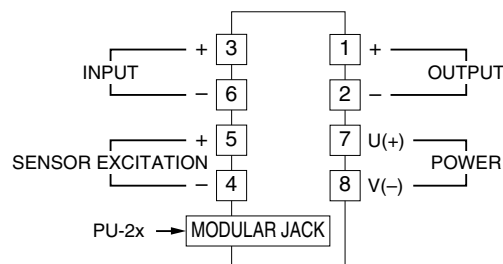 + 3 1 +
INPUT OUTPUT
– 6 2 –
+ 5 7 U(+)
SENSOR EXCITATION POWER
– 4 8 V(–)
PU-2x MODULAR JACK